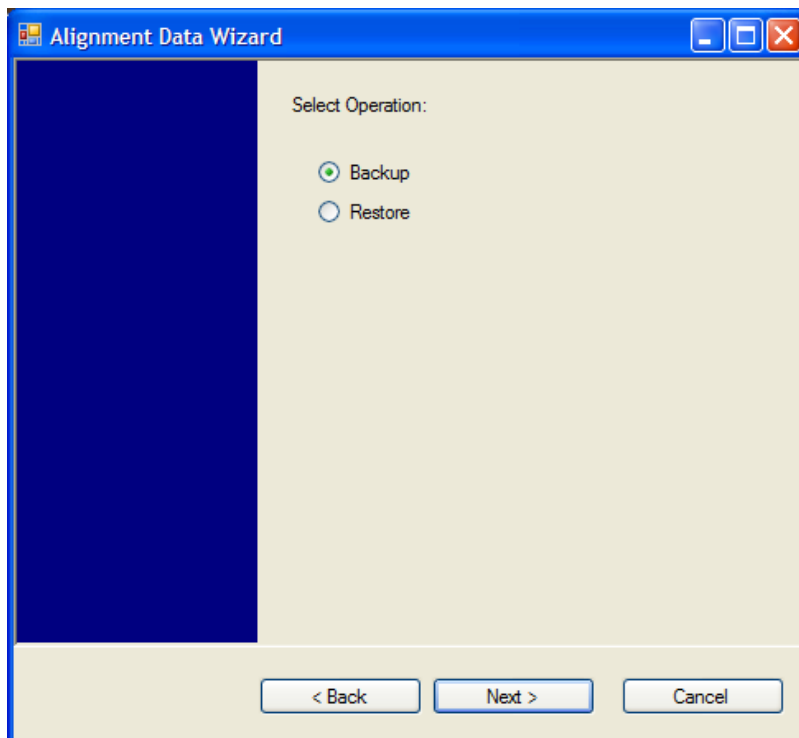 Alignment Data Wizard
Select Operation:
Backup
Restore
< Back
Next >
Cancel